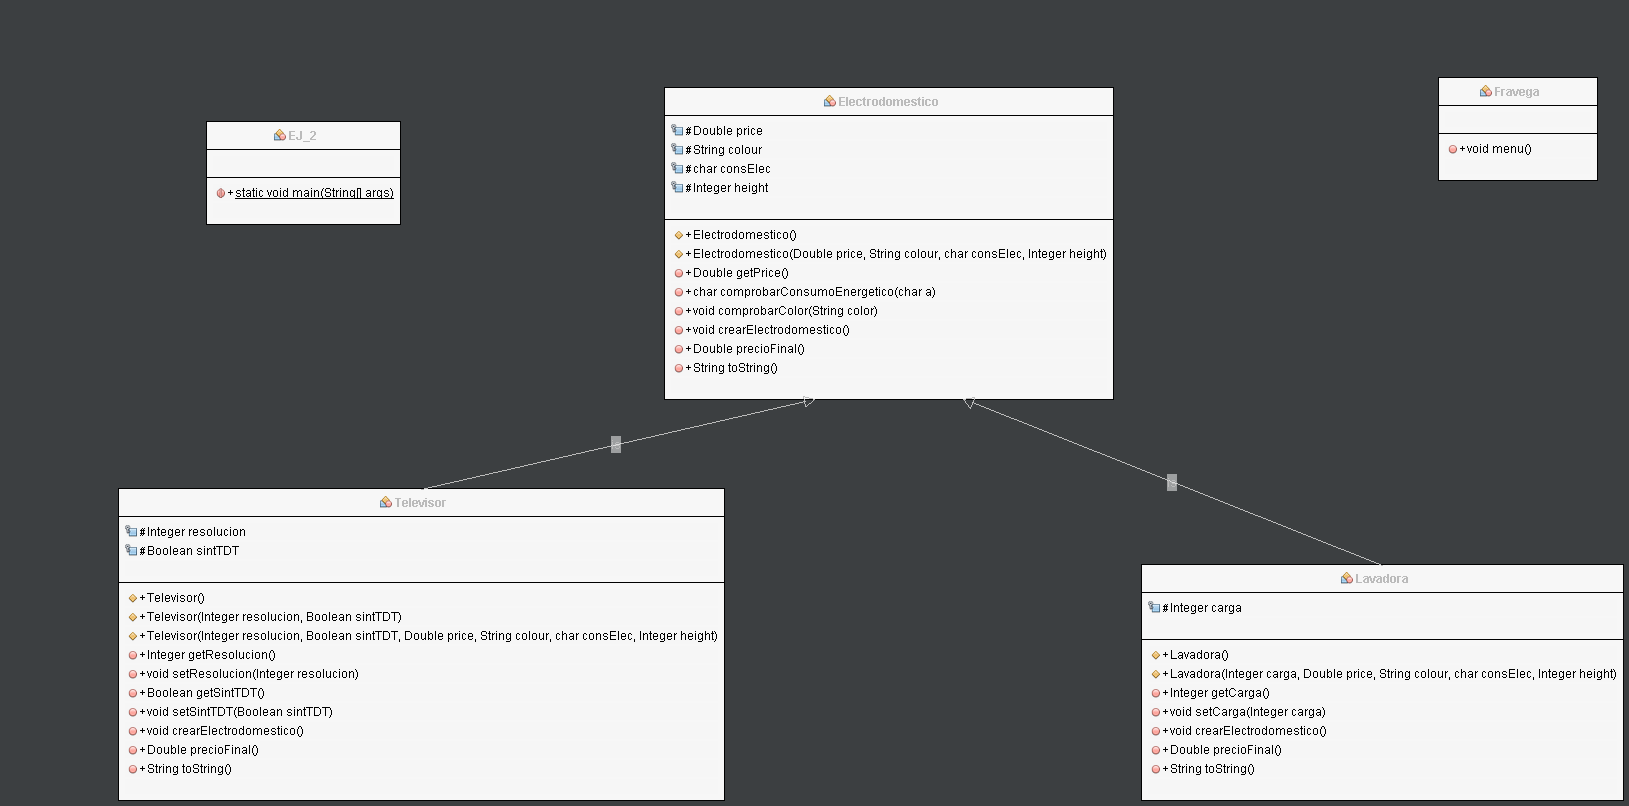 EJ_2
+static void main(String[] args)
Electrodomestico
#Double price
#String colour
#char consElec
#Integer height
+Electrodomestico()
+Electrodomestico(Double price, String colour, char consElec, Integer height)
+Double getPrice()
+char comprobarConsumoEnergetico(char a)
+void comprobarColor(String color)
+void crearElectrodomestico()
+Double precioFinal()
+String toString()
Fravega
+void menu()
Televisor
#Integer resolucion
#Boolean sintTDT
+Televisor()
+Televisor(Integer resolucion, Boolean sintTDT)
+Televisor(Integer resolucion, Boolean sintTDT, Double price, String colour, char consElec, Integer height)
+Integer getResolucion()
+void setResolucion(Integer resolucion)
+Boolean getSintTDT()
+void setSintTDT(Boolean sintTDT)
+void crearElectrodomestico()
+Double precioFinal()
+String toString()
Lavadora
#Integer carga
+Lavadora()
+Lavadora(Integer carga, Double price, String colour, char consElec, Integer height)
+Integer getCarga()
+void setCarga(Integer carga)
+void crearElectrodomestico()
+Double precioFinal()
+String toString()